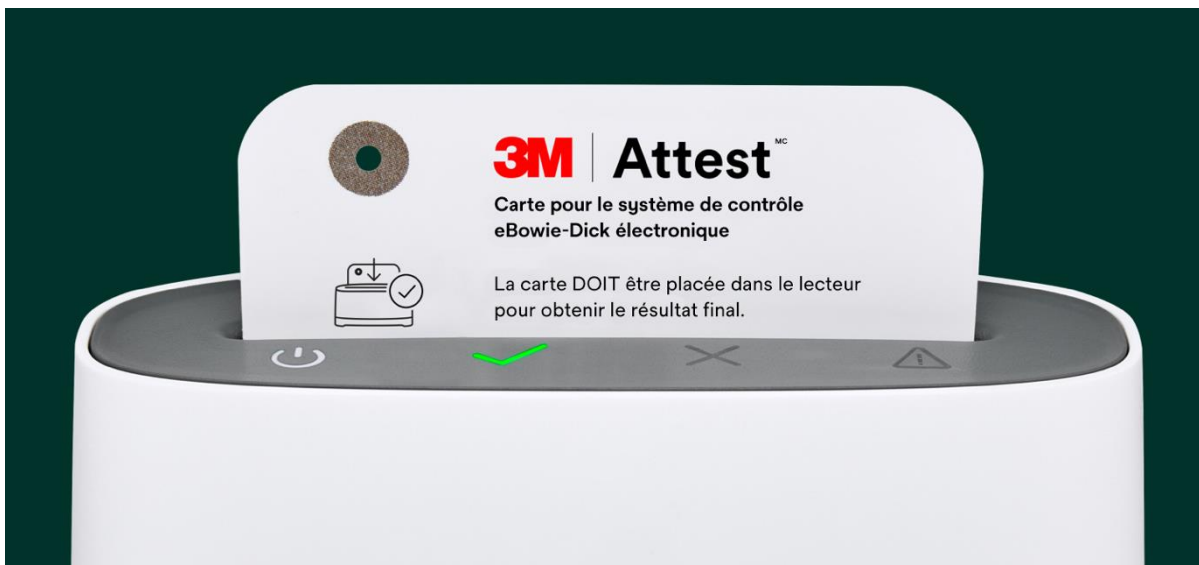 3M | Attest MC
Carte pour le système de contrôle
eBowie-Dick électronique
La carte DOIT être placée dans le lecteur
pour obtenir le résultat final.